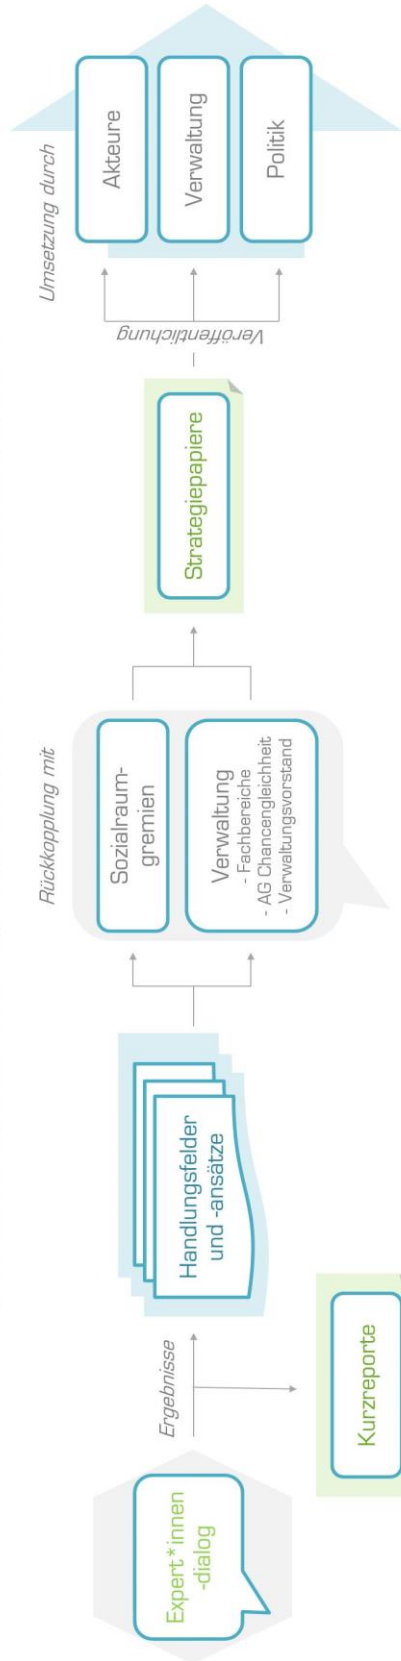 Expert*innen
-dialog
Ergebnisse
Kurzreporte
Handlungsfelder
und -ansätze
Rückkopplung mit
Sozialraum-
gremien
Verwaltung
- Fachbereiche
- AG Chancengleichheit
- Verwaltungsvorstand
Strategiepapiere
Veröffentlichung
Umsetzung durch
Akteure
Verwaltung
Politik